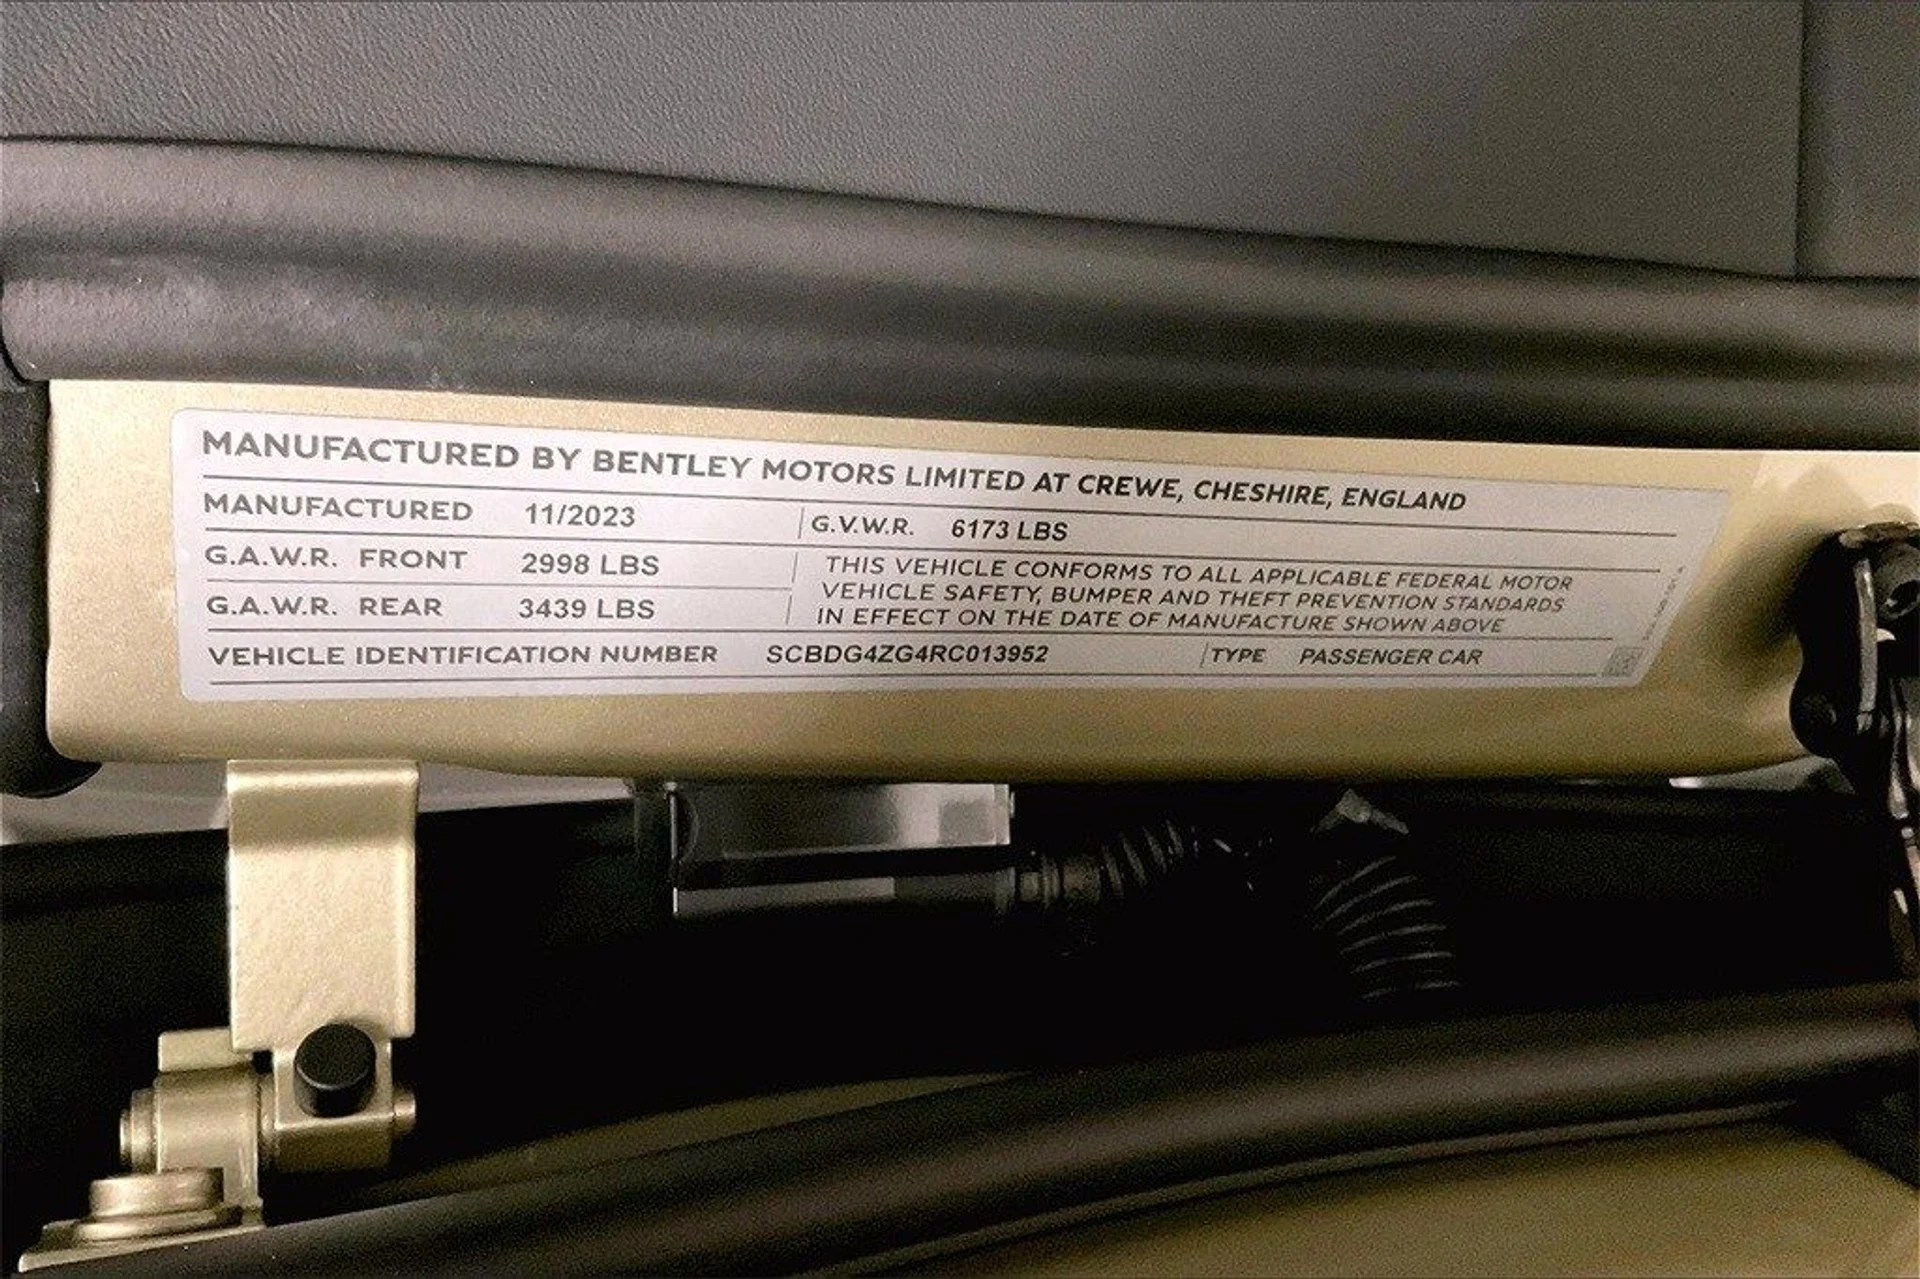 MANUFACTURED BY BENTLEY MOTORS LIMITED AT CREWE, CHESHIRE, ENGLAND
MANUFACTURED 11/2023 G.V.W.R. 6173 LBS
G.A.W.R. FRONT 2998 LBS
G.A.W.R. REAR 3439 LBS
THIS VEHICLE CONFORMS TO ALL APPLICABLE FEDERAL MOTOR
VEHICLE SAFETY, BUMPER AND THEFT PREVENTION STANDARDS
IN EFFECT ON THE DATE OF MANUFACTURE SHOWN ABOVE
VEHICLE IDENTIFICATION NUMBER SCBDG4ZG4RC013952 TYPE PASSENGER CAR